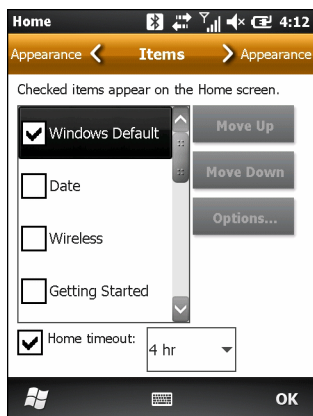 Home 4:12
Appearance Items Appearance
Checked items appear on the Home screen.
Windows Default
Date
Wireless
Getting Started
Move Up
Move Down
Options...
Home timeout: 4 hr
OK